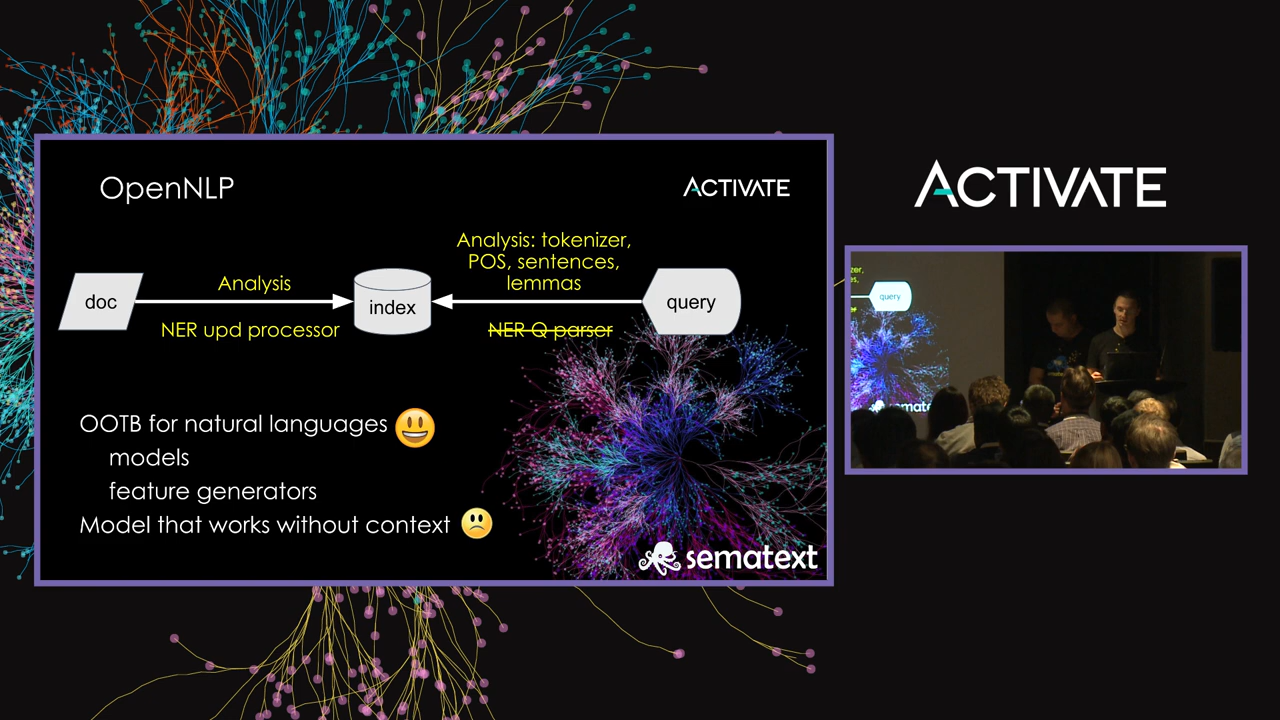 OpenNLP
ACTIVATE
Analysis: tokenizer,
POS, sentences,
lemmas
Analysis
doc
index
query
NER upd processor
NER Q parser
OOTB for natural languages
models
feature generators
Model that works without context
sematext
ACTIVATE
query